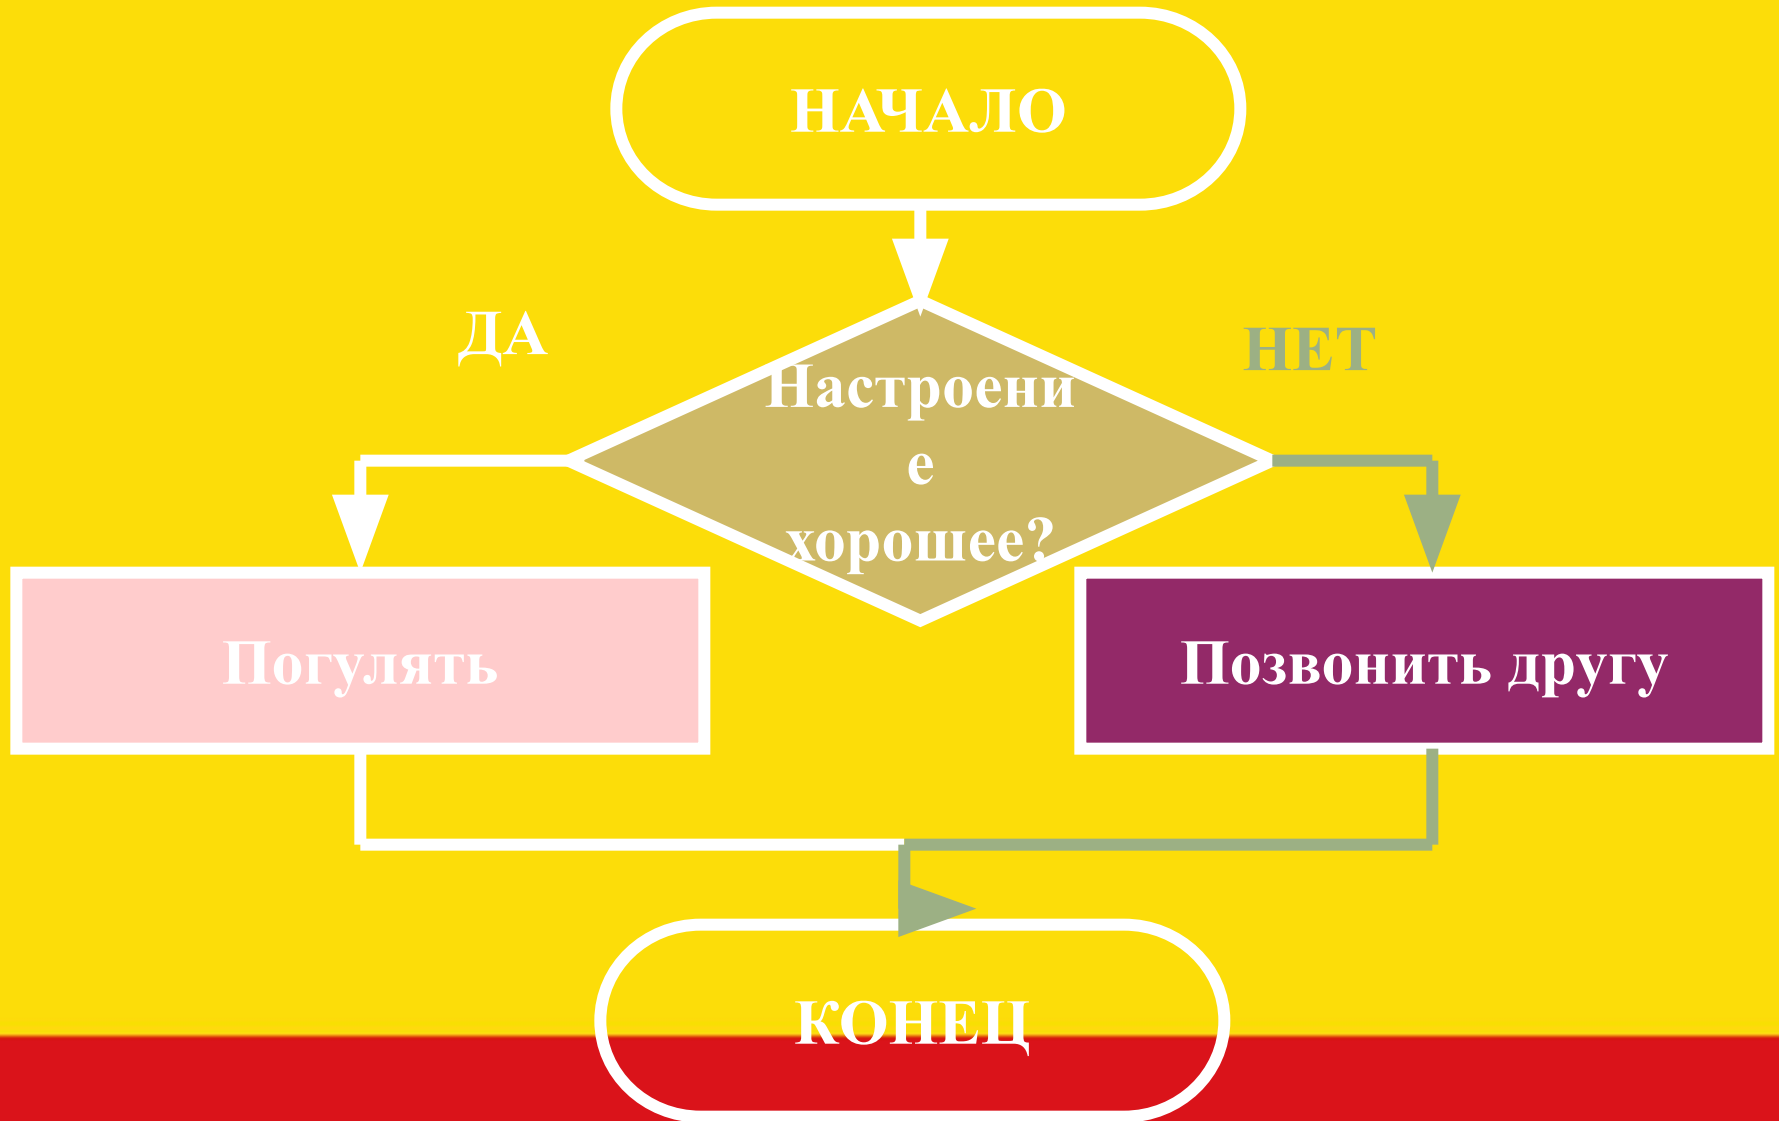 НАЧАЛО
ДА
НЕТ
Настроени
е
хорошее?
Погулять
Позвонить другу
КОНЕЦ